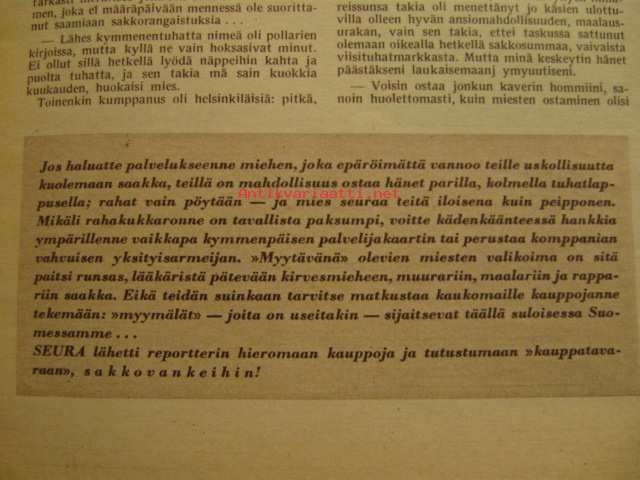 men, joka ei määräpäivään mennessä ole suoritta-
nut saamiaan sakkorangaistuksia . . .
— Lähes kymmenentuhatta nimeä oli pollarien
kirjoissa, mutta kyllä ne vain hoksasivat minut.
Ei ollut sillä hetkellä lyödä näppeihin kahta ja
puolta tuhatta, ja sen takia mä sain kuokkia
kuukauden, huokaisi mies.
Toinenkin kumppanus oli helsinkiläisiä: pitkä,
reissunsa takia oli menettänyt jo käsien ulottu-
villa olleen hyvän ansiomahdollisuuden, maalaus-
urakan, vain sen takia, ettei taskussa sattunut
olemaan oikealla hetkellä sakkosummaa, vaivaista
viisituhatmarkkasta. Mutta minä keskeytin hänet
päästäkseni laukaisemaanj ymyuutiseni.
— Voisin ostaa jonkun kaverin hommiini, sa-
noin huolettomasti, kuin miesten ostaminen olisi
Jos haluatte palvelukseenne miehen, joka epäröimättä vannoo teille uskollisuutta
kuolemaan saakka, teillä on mahdollisuus ostaa hänet parilla, kolmella tuhatlap-
pusella; rahat vain pöytään — ja mies seuraa teitä iloisena kuin peipponen.
Mikäli rahakukkaronne on tavallista paksumpi, voitte kädenkäänteessä hankkia
ympärillenne vaikkapa kymmenpäisen palvelijakaartin tai perustaa komppanian
vahvuisen yksityisarmeijan. »Myytävänä» olevien miesten valikoima on sitä
paitsi runsas, lääkäristä pätevään kirvesmieheen, muurariin, maalariin ja rappa-
riin saakka. Eikä teidän suinkaan tarvitse matkustaa kaukomaille kauppojanne
tekemään: »myymälät» — joita on useitakin — sijaitsevat täällä suloisessa Suo-
messamme . . .
SEURA lähetti reportterin hieromaan kauppoja ja tutustumaan »kauppatava-
raan», sakkovankeihin!
Antikvariaatti.net